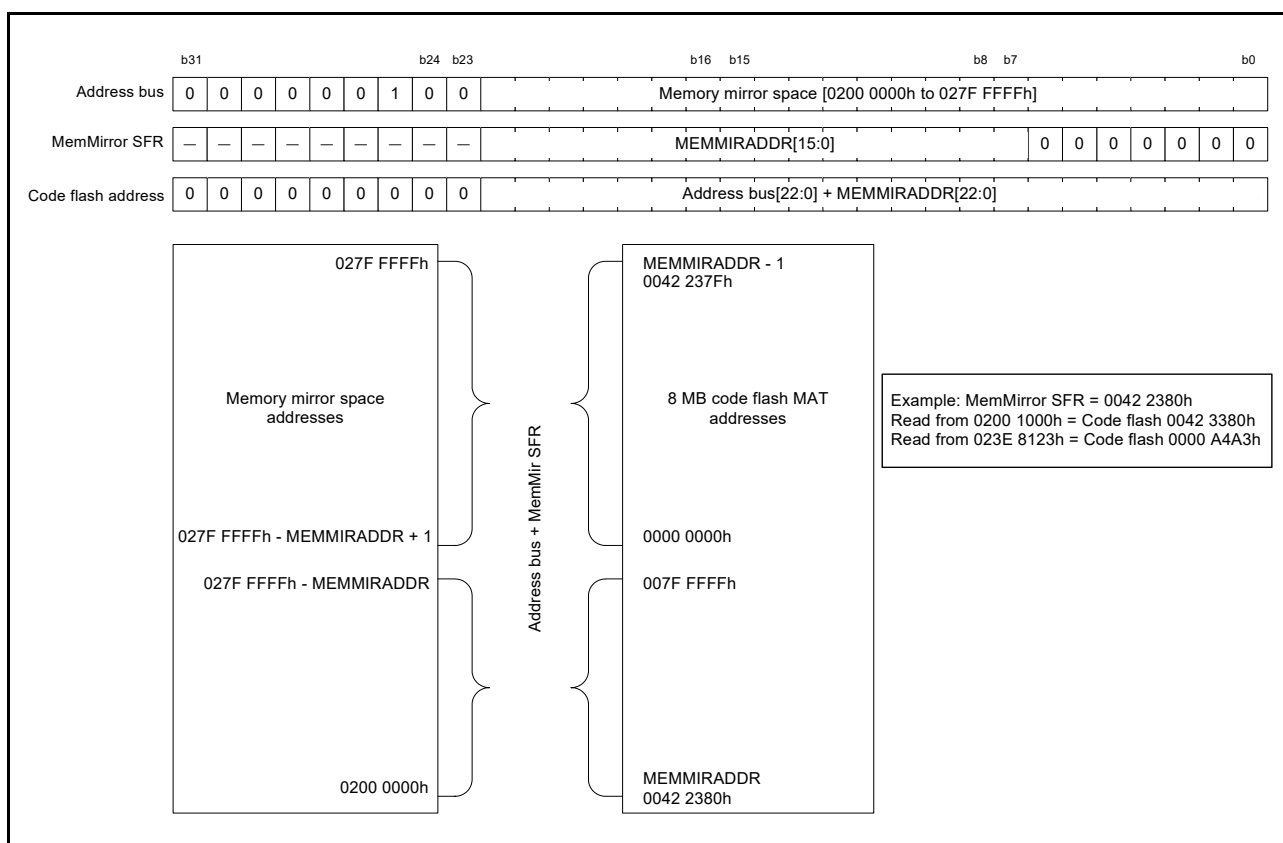 b31 b24 b23 b16 b15 b8 b7 b0
Address bus 0 0 0 0 0 0 1 0 0 Memory mirror space [0200 0000h to 027F FFFFh]
MemMirror SFR — — — — — — — — — MEMMIRADDR[15:0] 0 0 0 0 0 0 0
Code flash address 0 0 0 0 0 0 0 0 0 Address bus[22:0] + MEMMIRADDR[22:0]
027F FFFFh
Memory mirror space
addresses
027F FFFFh - MEMMIRADDR + 1
027F FFFFh - MEMMIRADDR
0200 0000h
Address bus + MemMir SFR
MEMMIRADDR - 1
0042 237Fh
8 MB code flash MAT
addresses
0000 0000h
007F FFFFh
MEMMIRADDR
0042 2380h
Example: MemMirror SFR = 0042 2380h
Read from 0200 1000h = Code flash 0042 3380h
Read from 023E 8123h = Code flash 0000 A4A3h